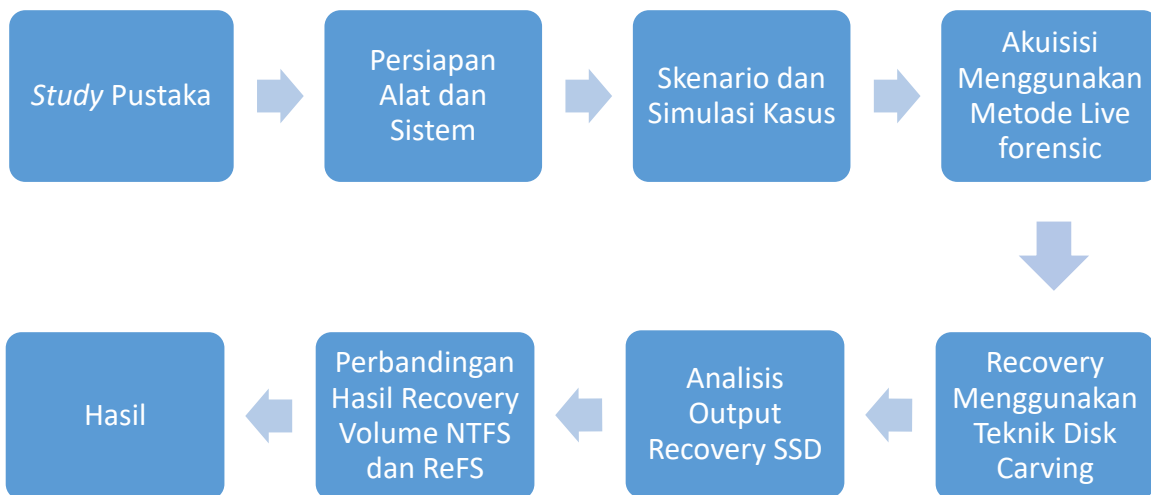 Study Pustaka
Persiapan
Alat dan
Sistem
Skenario dan
Simulasi Kasus
Akuisisi
Menggunakan
Metode Live
forensic
Recovery
Menggunakan
Teknik Disk
Carving
Analisis
Output
Recovery SSD
Perbandingan
Hasil Recovery
Volume NTFS
dan ReFS
Hasil